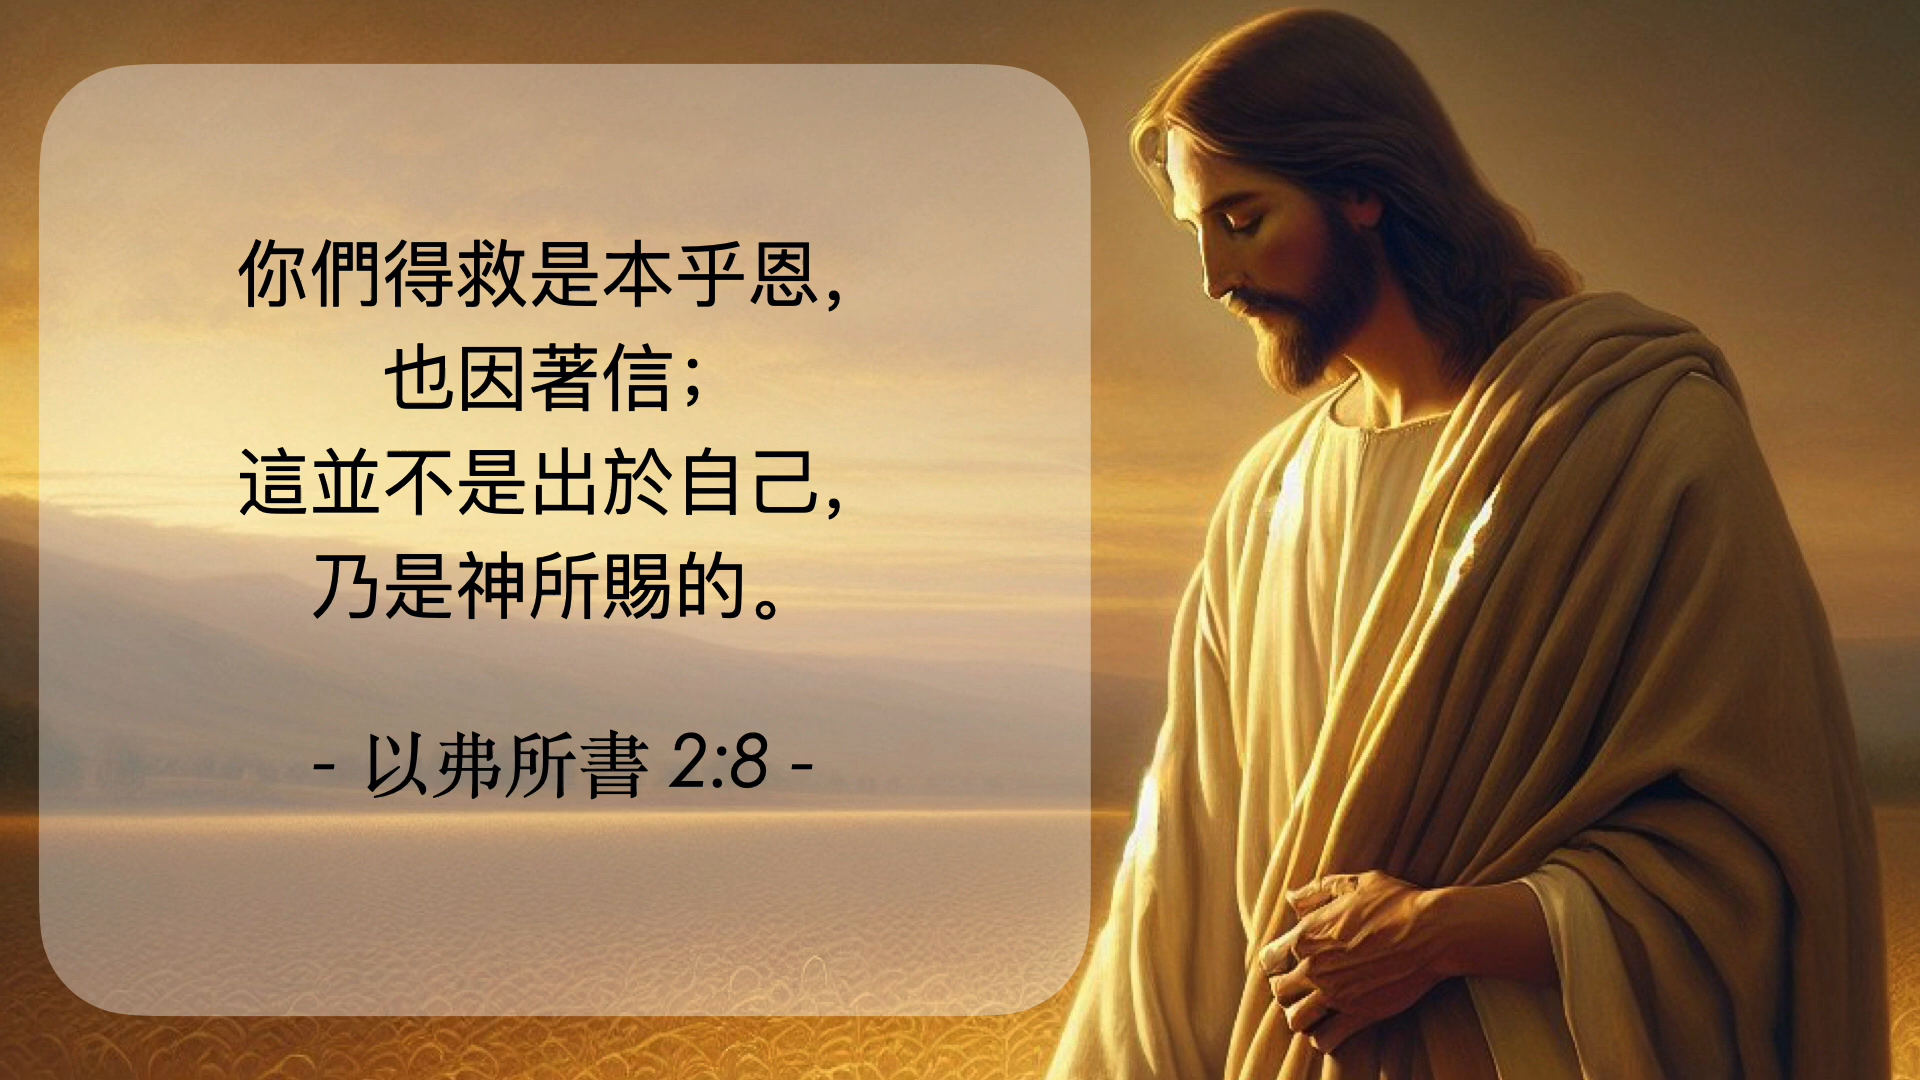 你們得救是本乎恩，
也因著信；
這並不是出於自己，
乃是神所賜的。
- 以弗所書 2:8 -